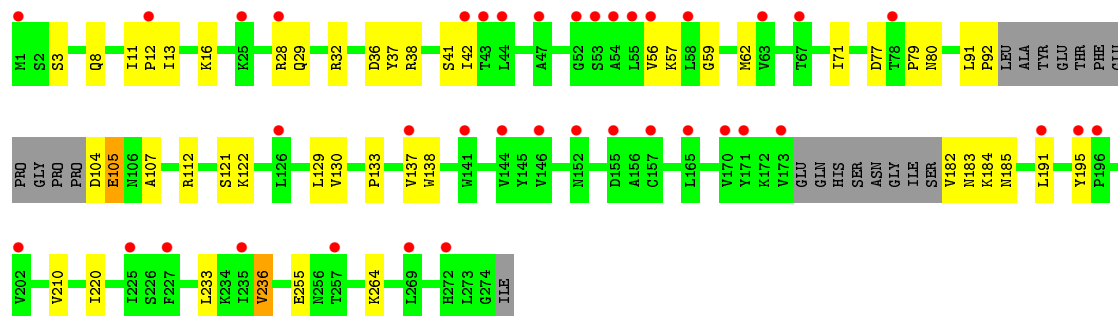 M1 S2 S3 Q8 I11 P12 I13 K16 K25 R28 Q29 R32 D36 Y37 R38 S41 I42 T43 L44 A47 G52 S53 A54 L55 V56 K57 L58 G59 M62 V63 T67 I71 D77 T78 P79 N80 L91 P92 LEU ALA TYR GLU THR PHE GLU
PRO GLY PRO PRO D104 E105 N106 A107 R112 S121 K122 L126 L129 V130 P133 V137 W138 W141 V144 Y145 V146 N152 D155 A156 C157 L165 V170 Y171 K172 V173 GLU GLN HIS SER ASN GLY ILE SER V182 N183 K184 N185 L191 Y195 P196
V202 V210 I220 I225 S226 F227 L233 K234 I235 V236 E255 N256 T257 K264 L269 H272 L273 G274 ILE